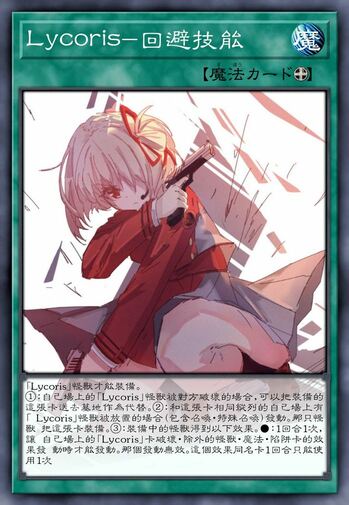 Lycoris-回避技能
魔
【魔法カード】
「Lycoris」怪獸才能裝備。
①:自己場上的「Lycoris」怪獸被對方破壞的場合,可以把裝備的
這張卡送去墓地作為代替。②:和這張卡相同縱列的自己場上有
「 Lycoris」怪獸被放置的場合(包含召喚・特殊召喚)發動。那只怪
獸 把這張卡裝備。③:裝備中的怪獸得到以下效果。●:1回合1次,
讓 自己場上的「Lycoris」卡破壞・除外的怪獸・魔法・陷阱卡的效
果發 動時才能發動。那個發動無效。這個效果同名卡1回合只能使
用1次